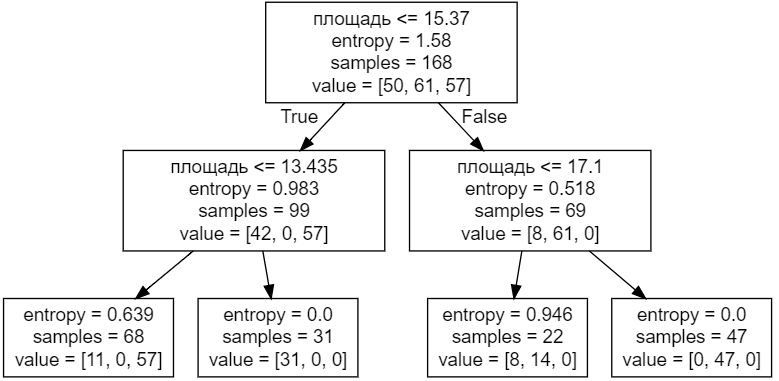 площадь <= 15.37
entropy = 1.58
samples = 168
value = [50, 61, 57]
True
False
площадь <= 13.435
entropy = 0.983
samples = 99
value = [42, 0, 57]
площадь <= 17.1
entropy = 0.518
samples = 69
value = [8, 61, 0]
entropy = 0.639
samples = 68
value = [11, 0, 57]
entropy = 0.0
samples = 31
value = [31, 0, 0]
entropy = 0.946
samples = 22
value = [8, 14, 0]
entropy = 0.0
samples = 47
value = [0, 47, 0]